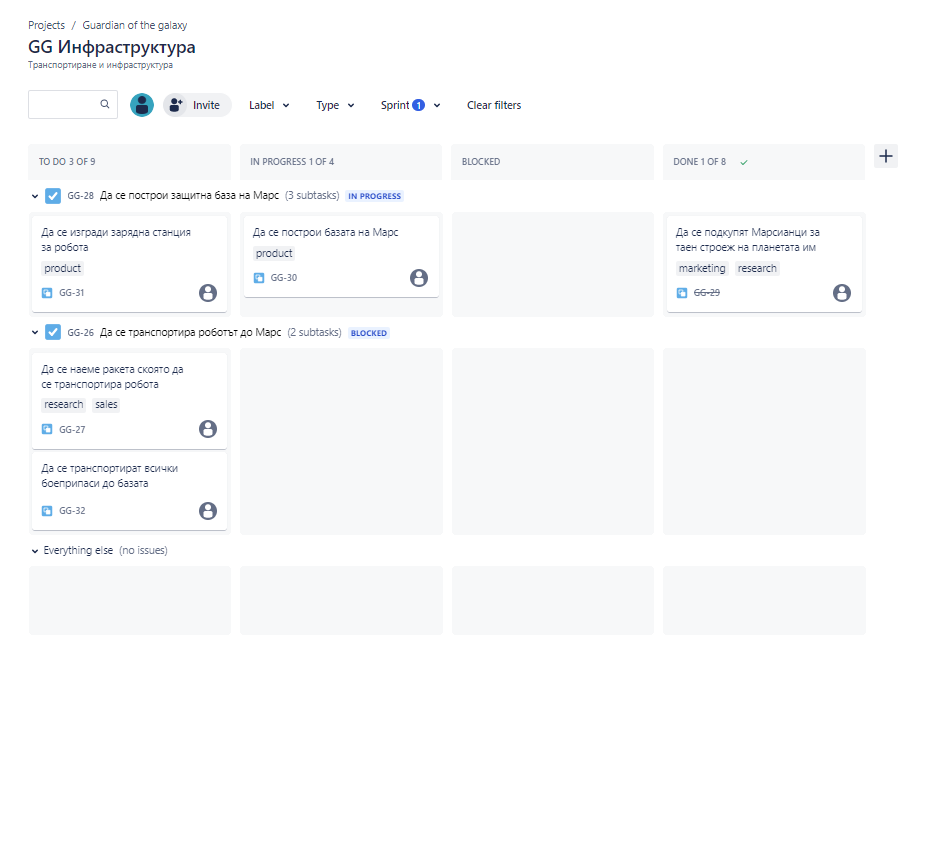 Projects / Guardian of the galaxy
GG Инфраструктура
Транспортиране и инфраструктура
Invite
Label
Type
Sprint 1
Clear filters
TO DO 3 OF 9
IN PROGRESS 1 OF 4
BLOCKED
DONE 1 OF 8
GG-28 Да се построи защитна база на Марс (3 subtasks) IN PROGRESS
Да се изгради зарядна станция
за робота
product
GG-31
Да се построи базата на Марс
product
GG-30
Да се подкупят Марсианци за
таен строеж на планетата им
marketing research
GG-29
GG-26 Да се транспортира роботът до Марс (2 subtasks) BLOCKED
Да се наеме ракета скоято да
се транспортира робота
research sales
GG-27
Да се транспортират всички
боеприпаси до базата
GG-32
Everything else (no issues)